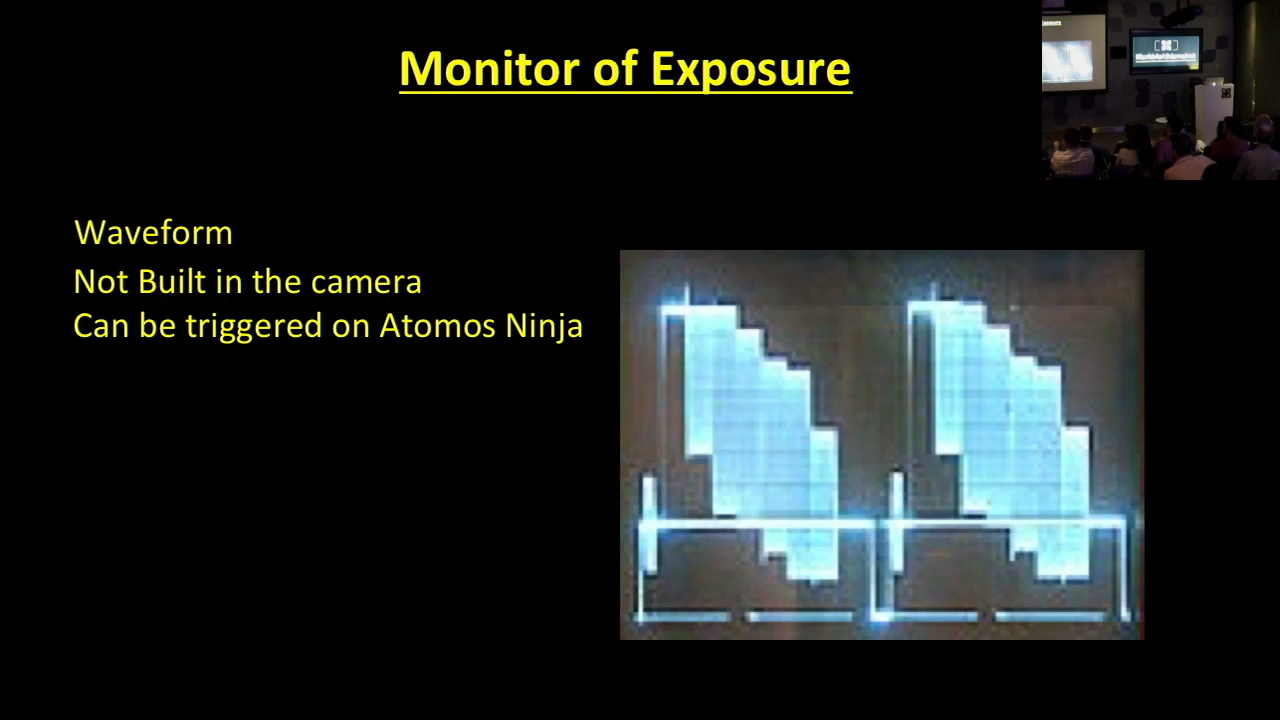 Monitor of Exposure
Waveform
Not Built in the camera
Can be triggered on Atomos Ninja